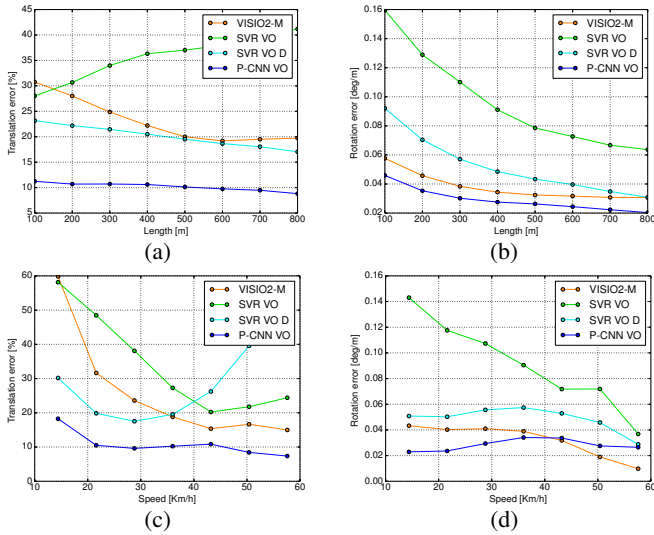 45
40
35
30
25
20
15
10
5
100 200 300 400 500 600 700 800
Length [m]
Translation error [%]
VISIO2-M
SVR VO
SVR VO D
P-CNN VO
(a)
0.16
0.14
0.12
0.10
0.08
0.06
0.04
0.02
100 200 300 400 500 600 700 800
Length [m]
Rotation error [deg/m]
VISIO2-M
SVR VO
SVR VO D
P-CNN VO
(b)
60
50
40
30
20
10
0
10 20 30 40 50 60
Speed [Km/h]
Translation error [%]
VISIO2-M
SVR VO
SVR VO D
P-CNN VO
(c)
0.16
0.14
0.12
0.10
0.08
0.06
0.04
0.02
0.00
10 20 30 40 50 60
Speed [Km/h]
Rotation error [deg/m]
VISIO2-M
SVR VO
SVR VO D
P-CNN VO
(d)